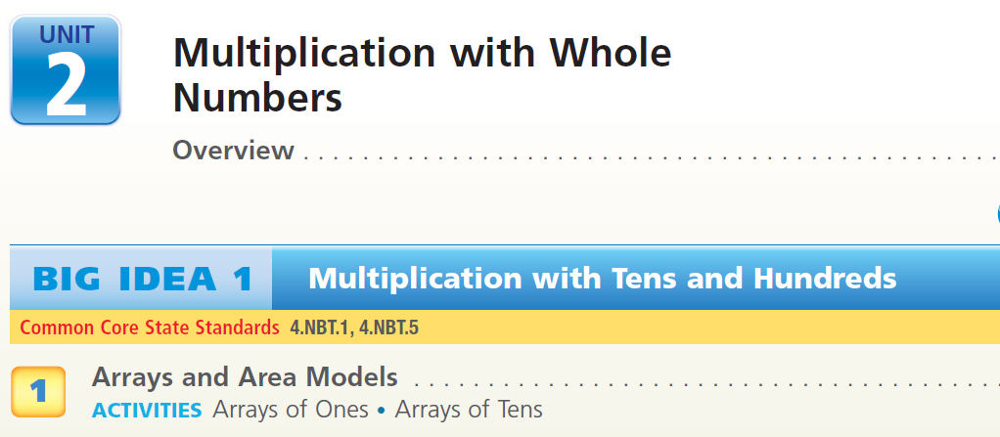 UNIT
2
Multiplication with Whole
Numbers
Overview . . . . . . . . . . . . . . . . . . . . . . . . . . . . . . . . . . . . . . . . . . . . . . .
BIG IDEA 1 Multiplication with Tens and Hundreds
Common Core State Standards 4.NBT.1, 4.NBT.5
1 Arrays and Area Models . . . . . . . . . . . . . . . . . . . . . . . . . . . . . . . . . . . . . . .
ACTIVITIES Arrays of Ones • Arrays of Tens